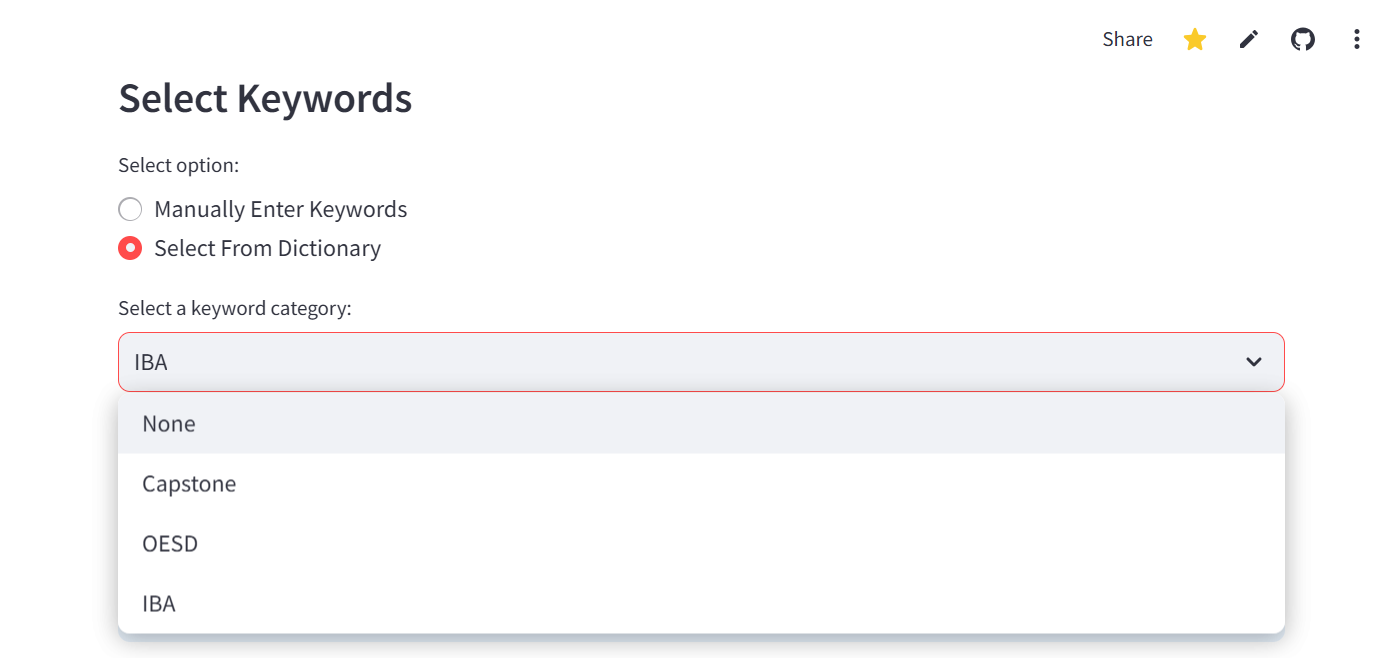 Share
Select Keywords
Select option:
Manually Enter Keywords
Select From Dictionary
Select a keyword category:
IBA
None
Capstone
OESD
IBA